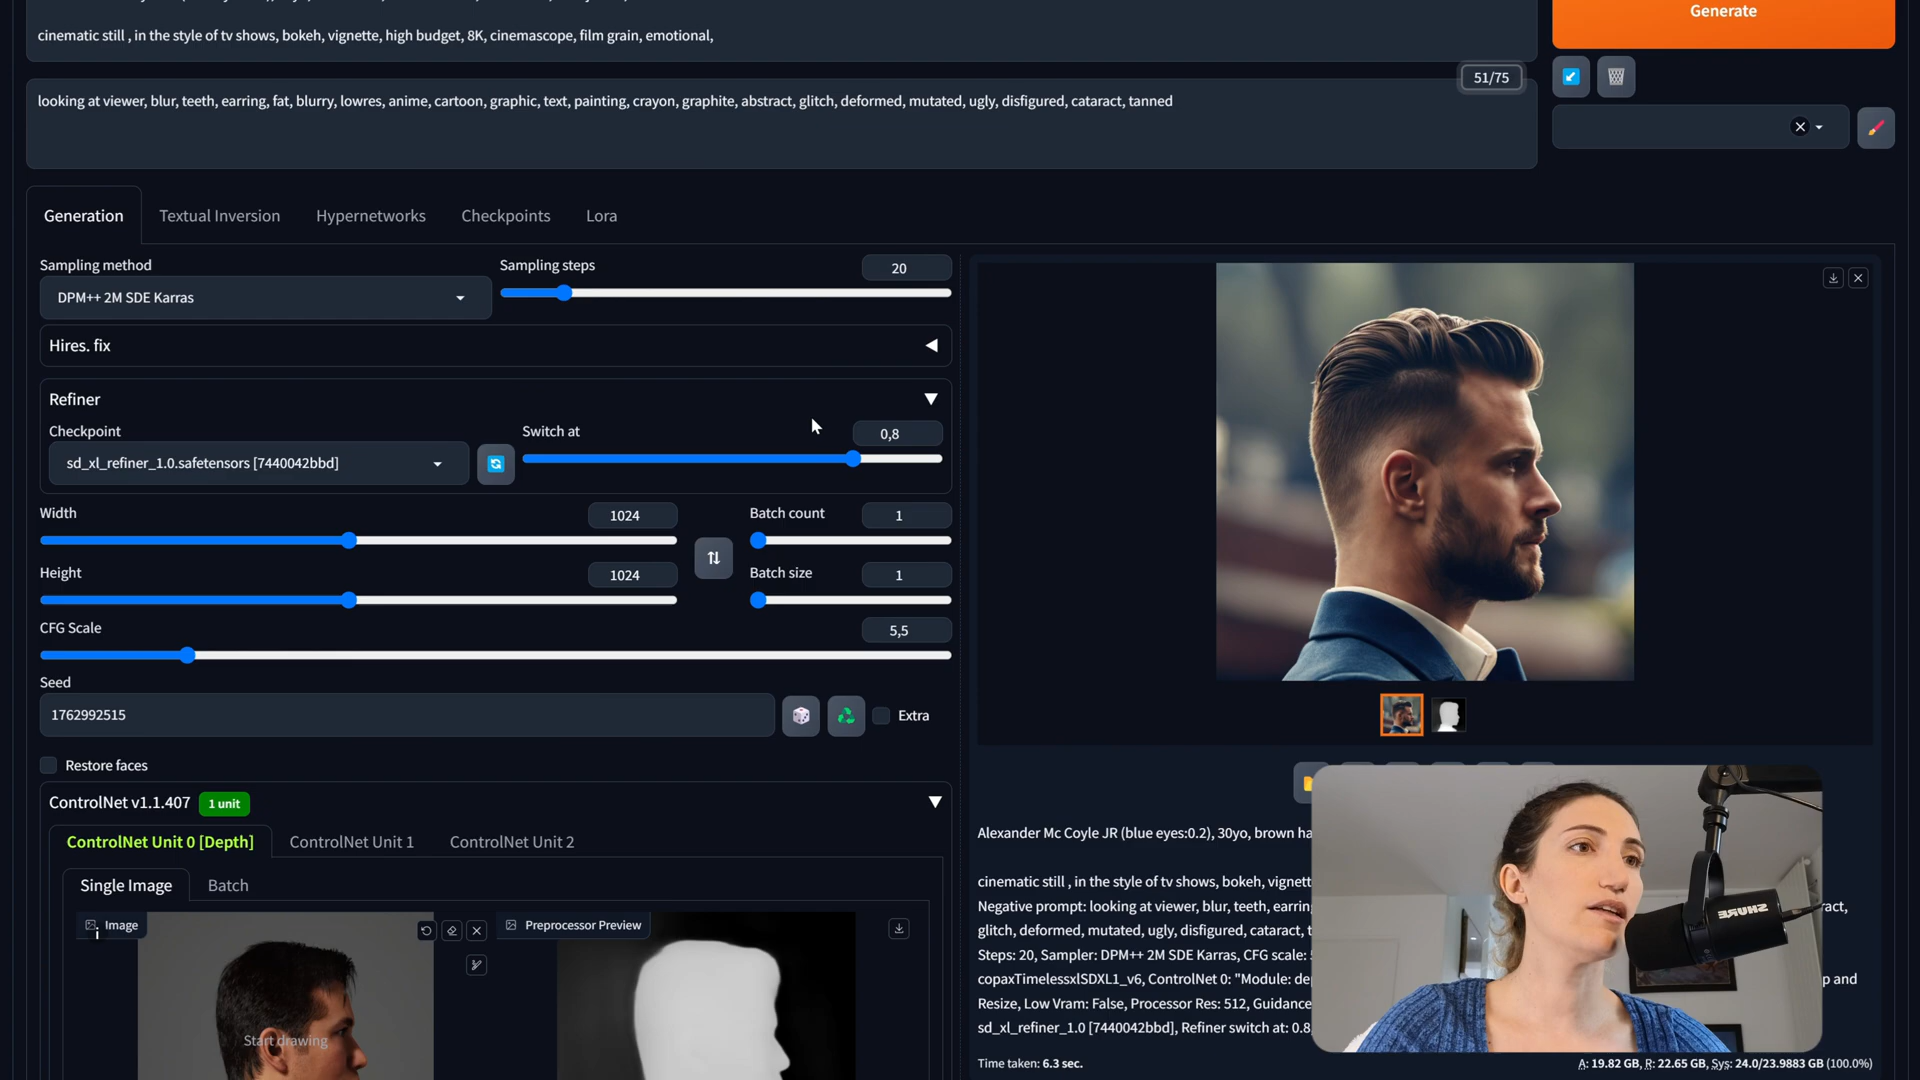 cinematic still , in the style of tv shows, bokeh, vignette, high budget, 8K, cinemascope, film grain, emotional,
Generate
51/75
looking at viewer, blur, teeth, earring, fat, blurry, lowres, anime, cartoon, graphic, text, painting, crayon, graphite, abstract, glitch, deformed, mutated, ugly, disfigured, cataract, tanned
Generation Textual Inversion Hypernetworks Checkpoints Lora
Sampling method
DPM++ 2M SDE Karras
Sampling steps
20
Hires. fix
Refiner
Checkpoint
sd_xl_refiner_1.0.safetensors [7440042bbd]
Switch at
0,8
Width
1024
Batch count
1
Height
1024
Batch size
1
CFG Scale
5,5
Seed
1762992515
Extra
Restore faces
ControlNet v1.1.407
1 unit
ControlNet Unit 0 [Depth] ControlNet Unit 1 ControlNet Unit 2
Single Image Batch
Image
Start drawing
Preprocessor Preview
Alexander Mc Coyle JR (blue eyes:0.2), 30yo, brown
cinematic still , in the style of tv shows, bokeh,
Negative prompt: looking at viewer, blur, teeth,
glitch, deformed, mutated, ugly, disfigured, cataract,
Steps: 20, Sampler: DPM++ 2M SDE Karras, CFG scale:
copaxTimelessxlSDXL1_v6, ControlNet 0: "Module: and
Resize, Low Vram: False, Processor Res: 512, Guidance
sd_xl_refiner_1.0 [7440042bbd], Refiner switch at: 0.8
SHURE
Time taken: 6.3 sec.
A: 19.82 GB, R: 22.65 GB, Sys: 24.0/23.9883 GB (100.0%)